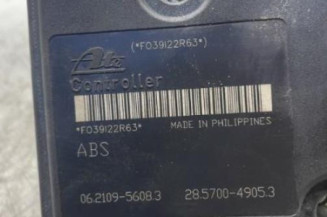 (*F039I22R63*)
Ate
Controller
*F039I22R63* MADE IN PHILIPPINES
ABS
06.2109-5608.3 28.5700-4905.3